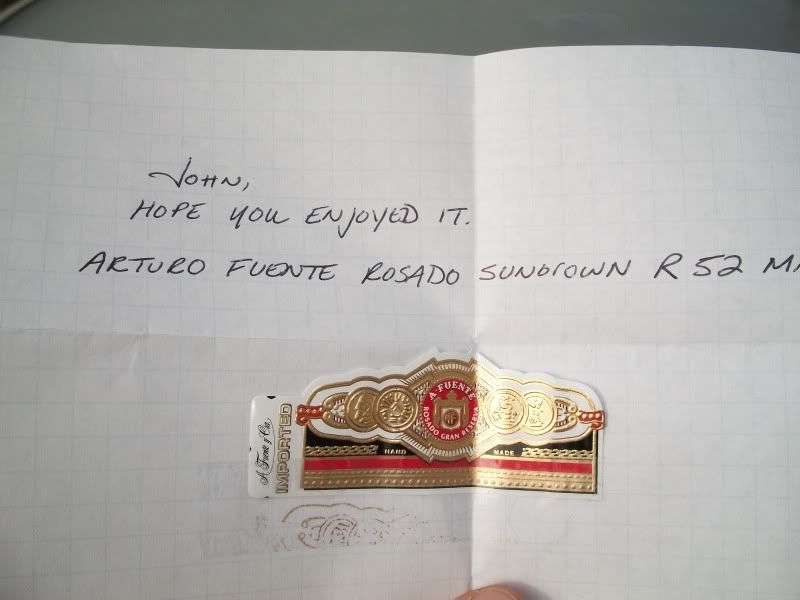 John,
HOPE YOU ENJOYED IT.
ARTURO FUENTE ROSADO SUNGROWN R 52 MA
A. FUENTE
ROSADO GRAN RESERVA
HAND MADE
IMPORTED
A. Fuente y Cia.